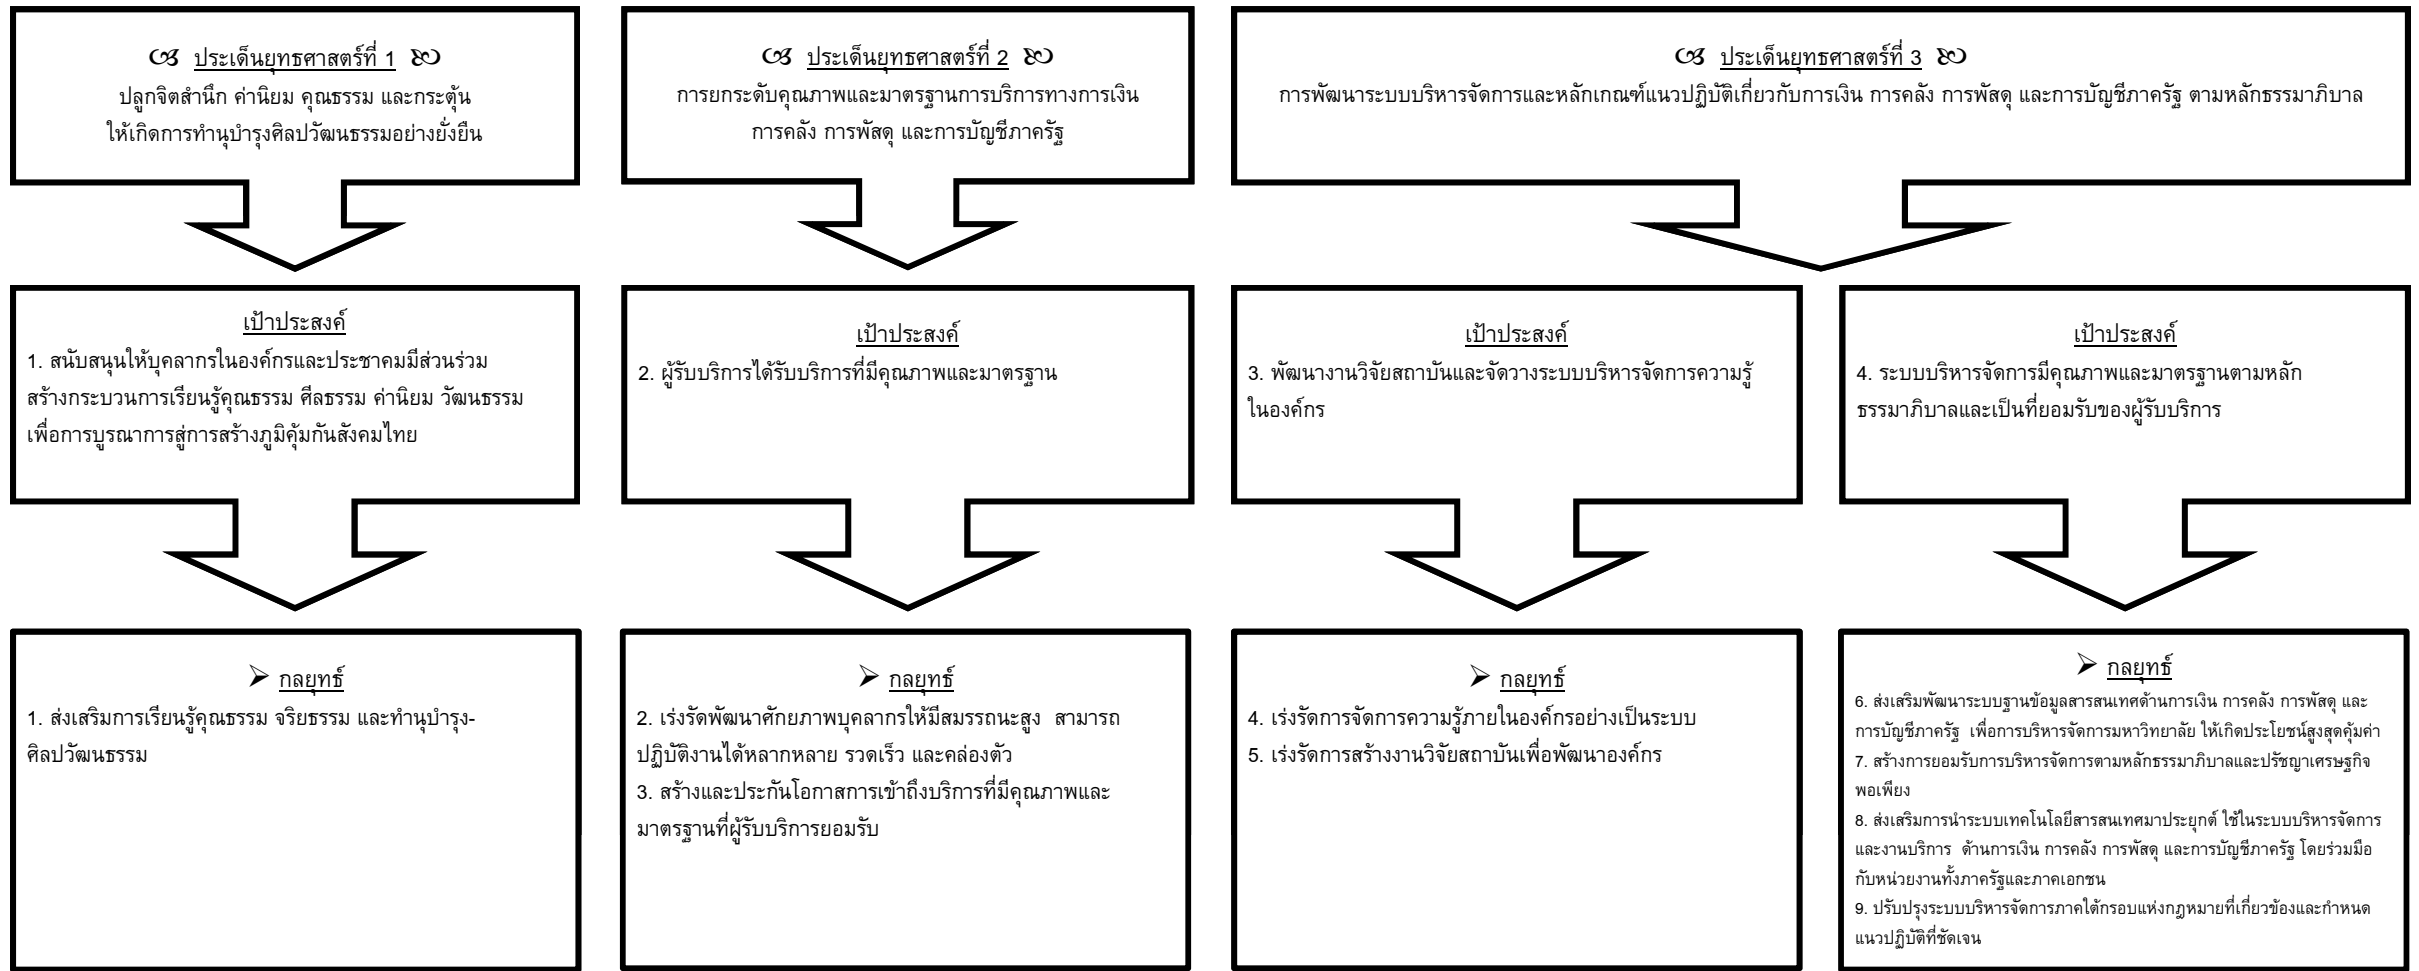 ประเด็นยุทธศาสตร์ที่ 1
ปลูกจิตสำนึก ค่านิยม คุณธรรม และกระตุ้น
ให้เกิดการทำนุบำรุงศิลปวัฒนธรรมอย่างยั่งยืน
ประเด็นยุทธศาสตร์ที่ 2
การยกระดับคุณภาพและมาตรฐานการบริการทางการเงิน
การคลัง การพัสดุ และการบัญชีภาครัฐ
ประเด็นยุทธศาสตร์ที่ 3
การพัฒนาระบบบริหารจัดการและหลักเกณฑ์แนวปฏิบัติเกี่ยวกับการเงิน การคลัง การพัสดุ และการบัญชีภาครัฐ ตามหลักธรรมาภิบาล
เป้าประสงค์
1. สนับสนุนให้บุคลากรในองค์กรและประชาคมมีส่วนร่วม
สร้างกระบวนการเรียนรู้คุณธรรม ศีลธรรม ค่านิยม วัฒนธรรม
เพื่อการบูรณาการสู่การสร้างภูมิคุ้มกันสังคมไทย
เป้าประสงค์
2. ผู้รับบริการได้รับบริการที่มีคุณภาพและมาตรฐาน
เป้าประสงค์
3. พัฒนางานวิจัยสถาบันและจัดวางระบบบริหารจัดการความรู้
ในองค์กร
เป้าประสงค์
4. ระบบบริหารจัดการมีคุณภาพและมาตรฐานตามหลัก
ธรรมาภิบาลและเป็นที่ยอมรับของผู้รับบริการ
➢ กลยุทธ์
1. ส่งเสริมการเรียนรู้คุณธรรม จริยธรรม และทำนุบำรุง-
ศิลปวัฒนธรรม
➢ กลยุทธ์
2. เร่งรัดพัฒนาศักยภาพบุคลากรให้มีสมรรถนะสูง สามารถ
ปฏิบัติงานได้หลากหลาย รวดเร็ว และคล่องตัว
3. สร้างและประกันโอกาสการเข้าถึงบริการที่มีคุณภาพและ
มาตรฐานที่ผู้รับบริการยอมรับ
➢ กลยุทธ์
4. เร่งรัดการจัดการความรู้ภายในองค์กรอย่างเป็นระบบ
5. เร่งรัดการสร้างงานวิจัยสถาบันเพื่อพัฒนาองค์กร
➢ กลยุทธ์
6. ส่งเสริมพัฒนาระบบฐานข้อมูลสารสนเทศด้านการเงิน การคลัง การพัสดุ และ
การบัญชีภาครัฐ เพื่อการบริหารจัดการมหาวิทยาลัย ให้เกิดประโยชน์สูงสุดคุ้มค่า
7. สร้างการยอมรับการบริหารจัดการตามหลักธรรมาภิบาลและปรัชญาเศรษฐกิจ
พอเพียง
8. ส่งเสริมการนำระบบเทคโนโลยีสารสนเทศมาประยุกต์ ใช้ในระบบบริหารจัดการ
และงานบริการ ด้านการเงิน การคลัง การพัสดุ และการบัญชีภาครัฐ โดยร่วมมือ
กับหน่วยงานทั้งภาครัฐและภาคเอกชน
9. ปรับปรุงระบบบริหารจัดการภาคใต้กรอบแห่งกฎหมายที่เกี่ยวข้องและกำหนด
แนวปฏิบัติที่ชัดเจน